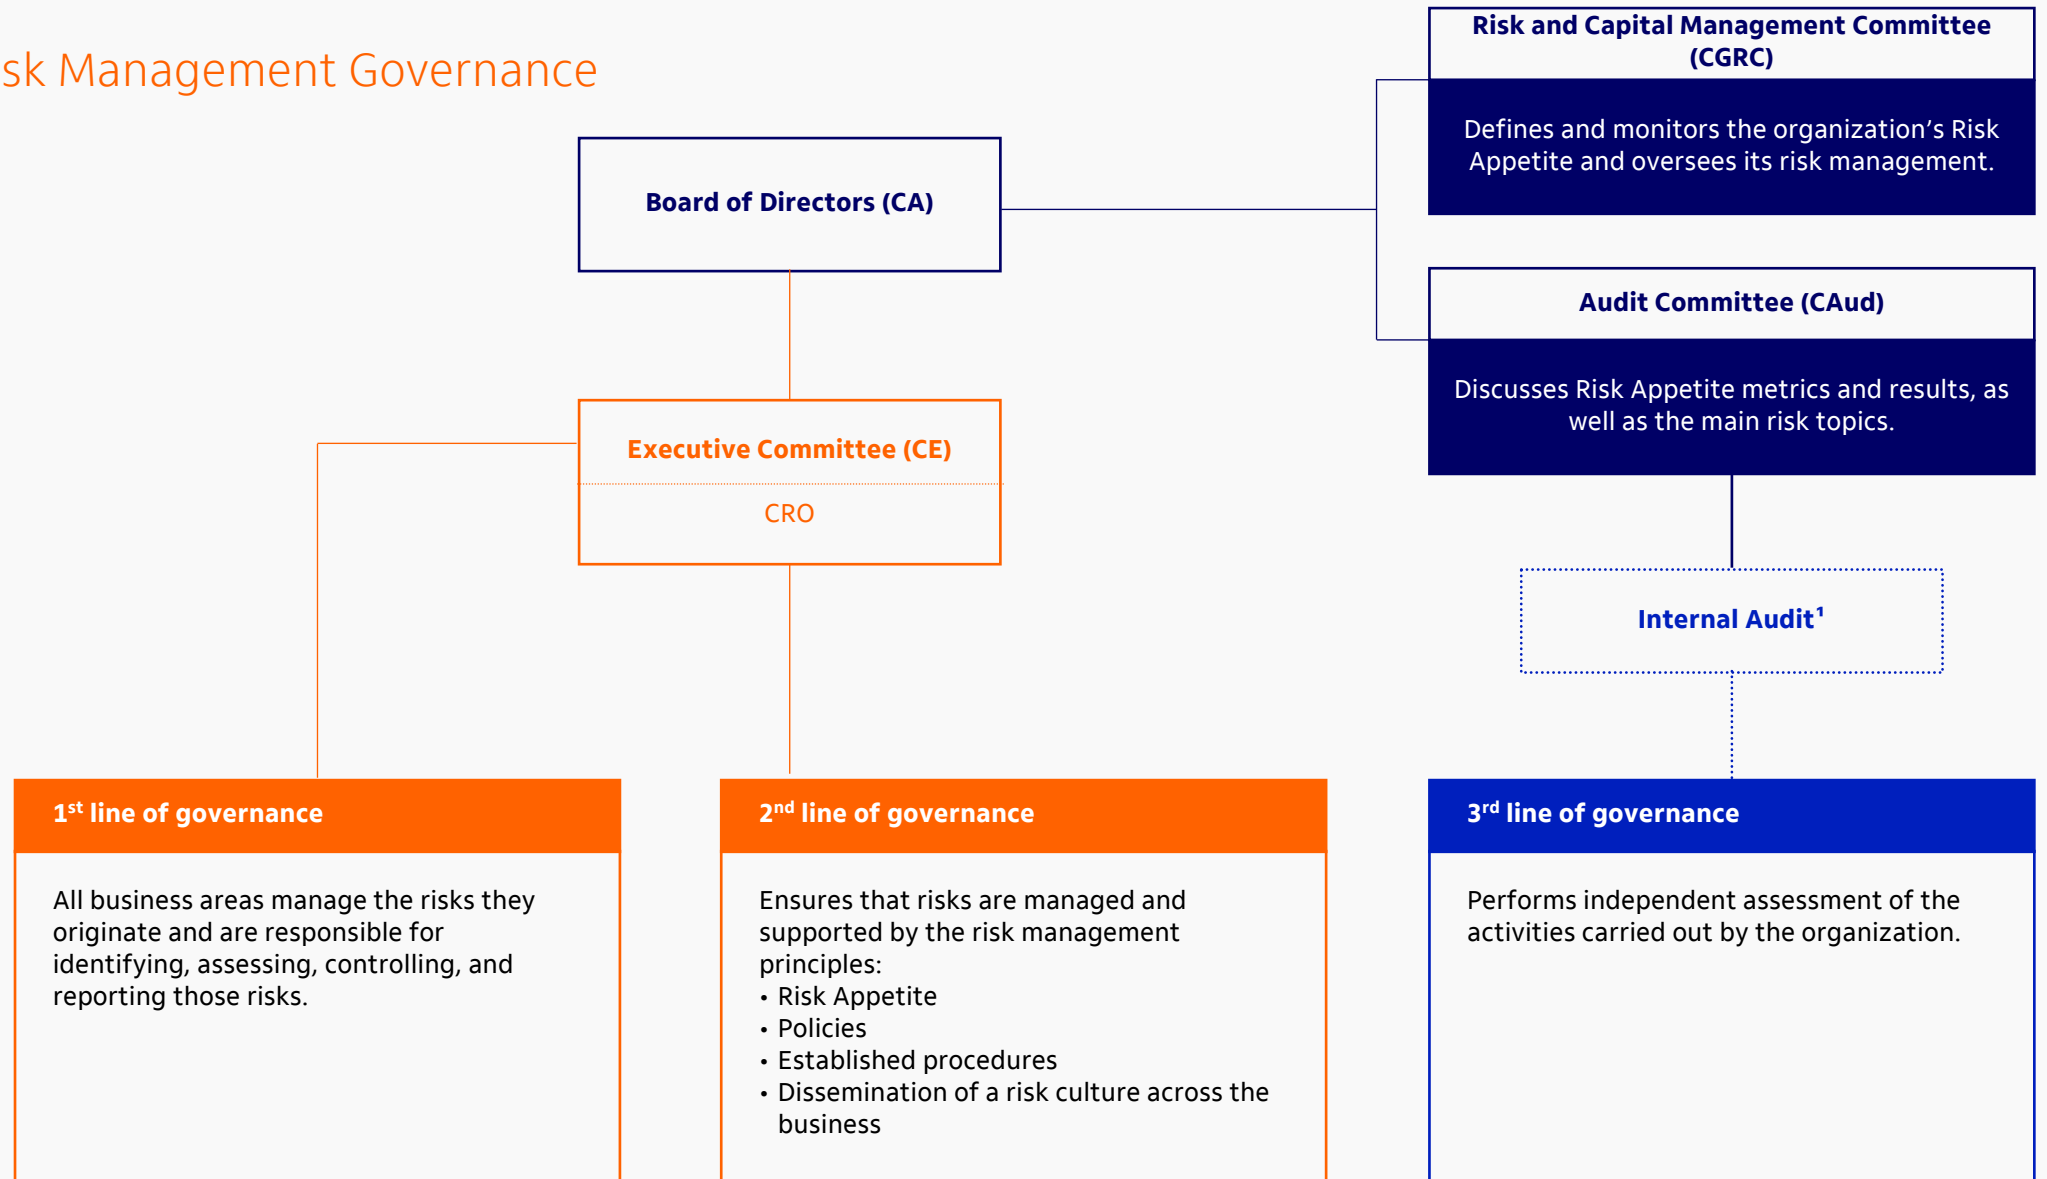 sk Management Governance
Risk and Capital Management Committee
(CGRC)
Defines and monitors the organization's Risk
Appetite and oversees its risk management.
Board of Directors (CA)
Audit Committee (CAud)
Discusses Risk Appetite metrics and results, as
well as the main risk topics.
Executive Committee (CE)
CRO
Internal Audit¹
1st line of governance
All business areas manage the risks they
originate and are responsible for
identifying, assessing, controlling, and
reporting those risks.
2nd line of governance
Ensures that risks are managed and
supported by the risk management
principles:
• Risk Appetite
• Policies
• Established procedures
• Dissemination of a risk culture across the
business
3rd line of governance
Performs independent assessment of the
activities carried out by the organization.